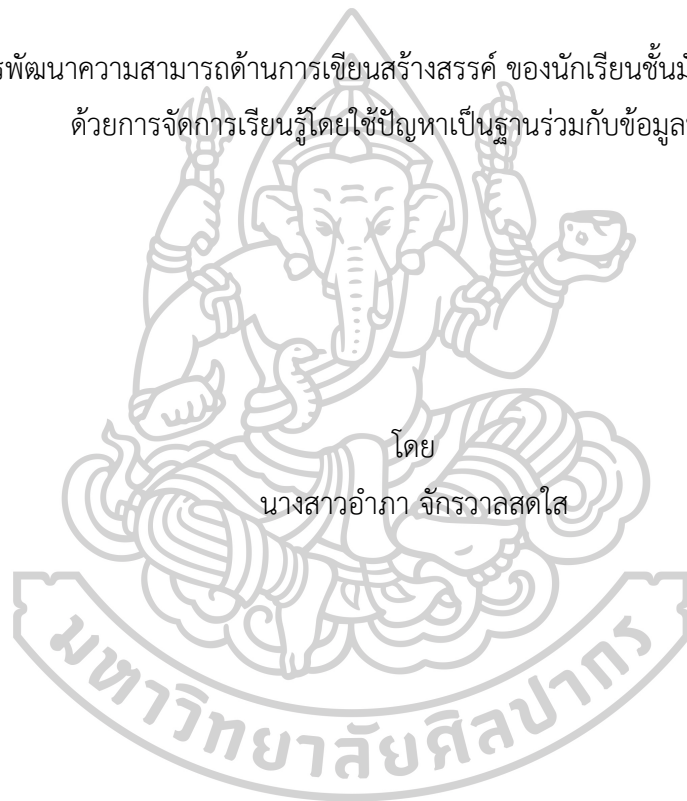 รพัฒนาความสามารถด้านการเขียนสร้างสรรค์ ของนักเรียนชั้นมั
ด้วยการจัดการเรียนรู้โดยใช้ปัญหาเป็นฐานร่วมกับข้อมูล
โดย
นางสาวอำภา จักรวาลสดใส
มหาวิทยาลัยศิลปากร